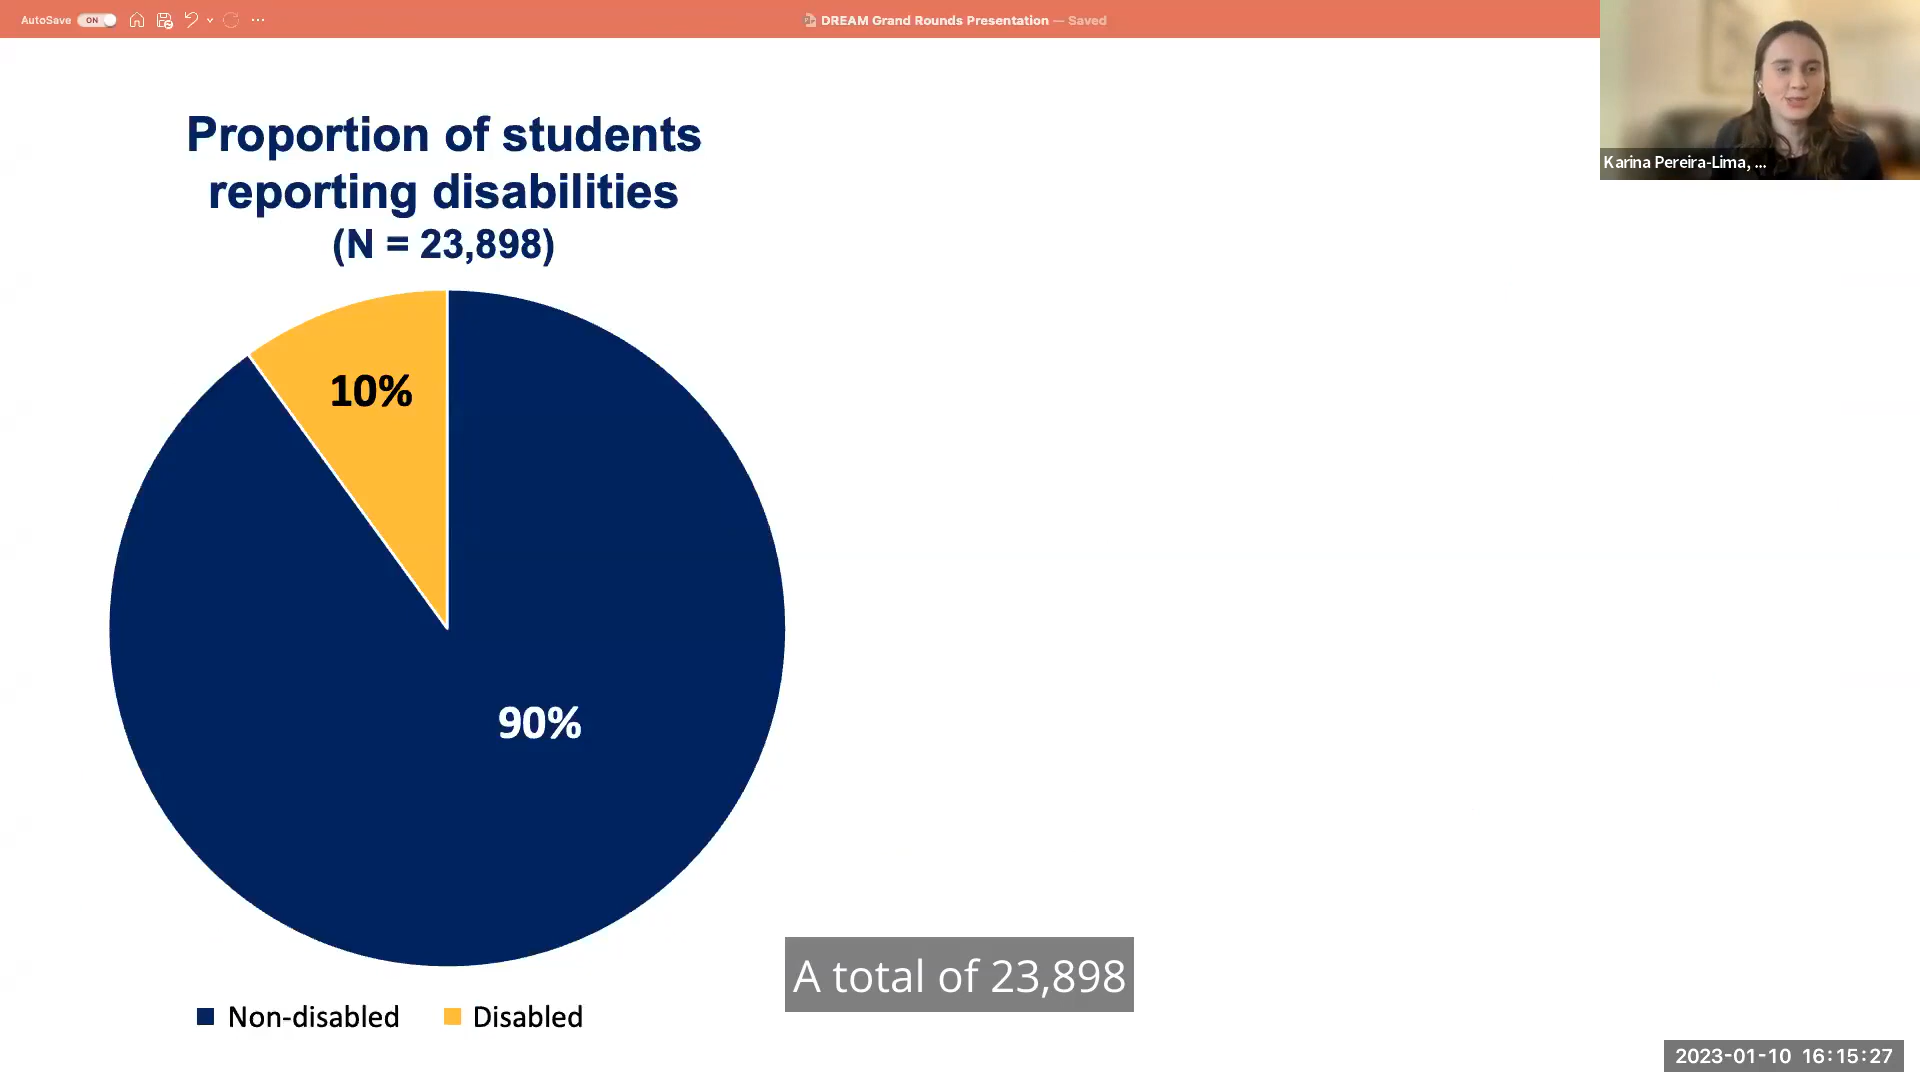 AutoSave ON
DREAM Grand Rounds Presentation — Saved
Karina Pereira-Lima, ...
Proportion of students
reporting disabilities
(N = 23,898)
10%
90%
Non-disabled Disabled
A total of 23,898
2023-01-10 16:15:27